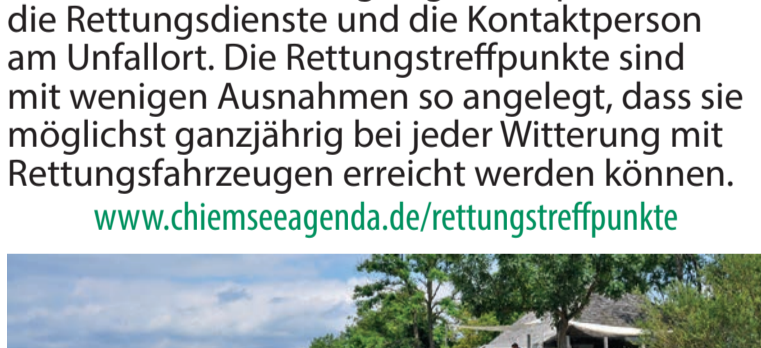 die Rettungsdienste und die Kontaktperson
am Unfallort. Die Rettungstreffpunkte sind
mit wenigen Ausnahmen so angelegt, dass sie
möglichst ganzjährig bei jeder Witterung mit
Rettungsfahrzeugen erreicht werden können.
www.chiemseeagenda.de/rettungstreffpunkte